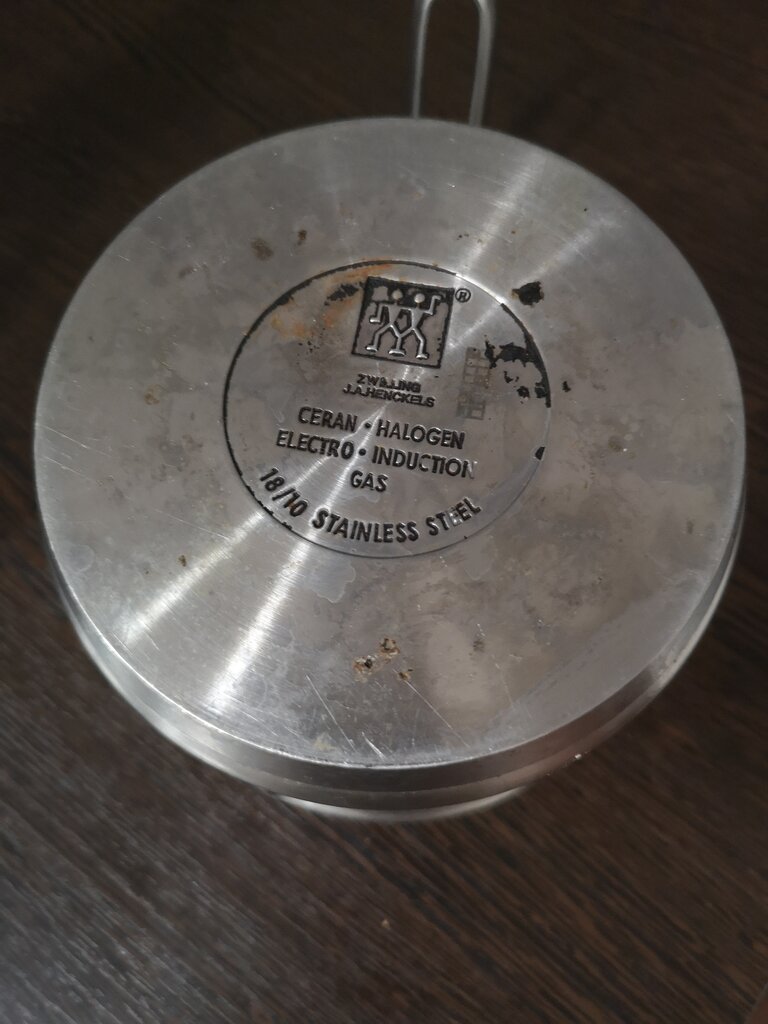 ®
ZWILLING
J.A.HENCKELS
CERAN • HALOGEN
ELECTRO • INDUCTION
GAS
18/10 STAINLESS STEEL